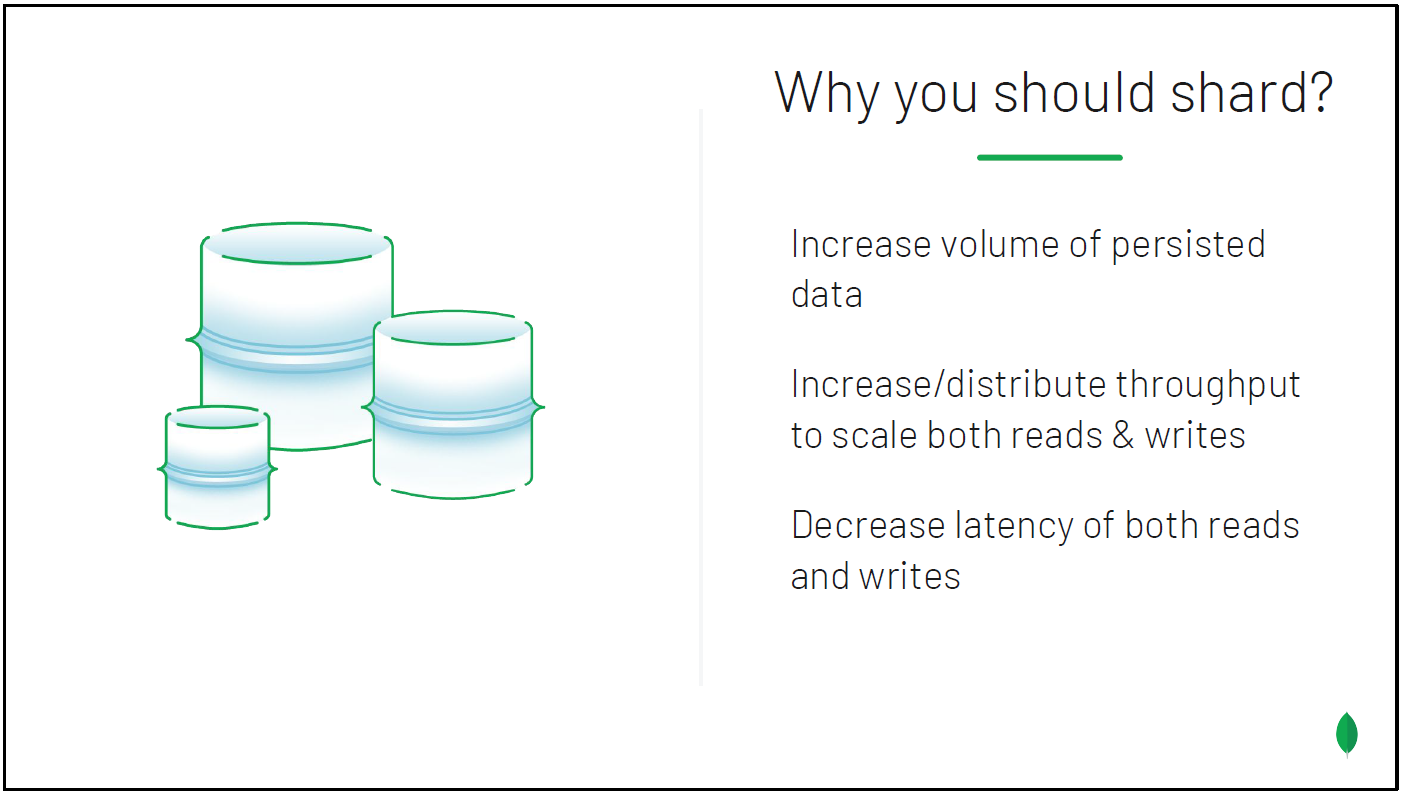 Why you should shard?
Increase volume of persisted
data
Increase/distribute throughput
to scale both reads & writes
Decrease latency of both reads
and writes